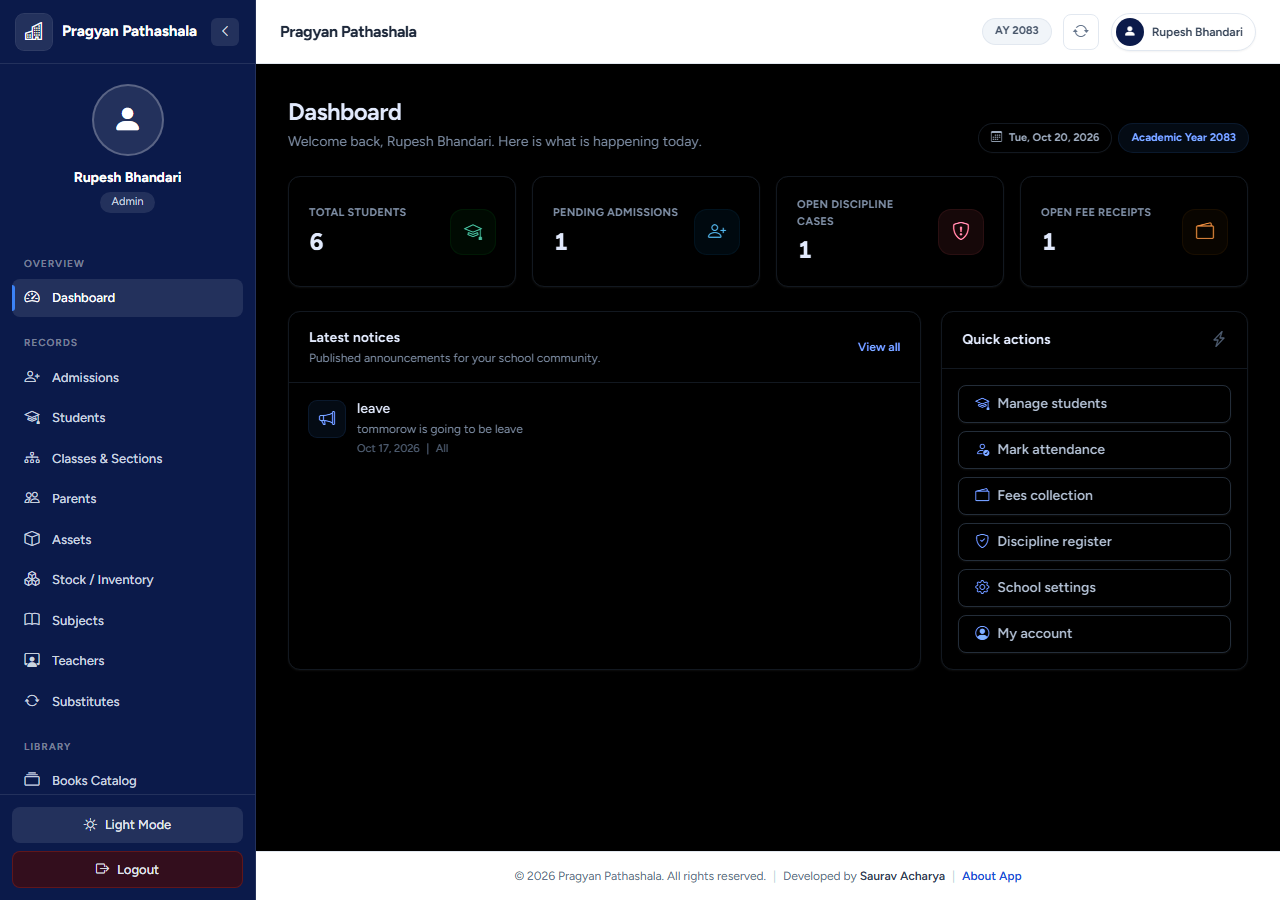 Pragyan Pathashala
Rupesh Bhandari
Admin
OVERVIEW
Dashboard
RECORDS
Admissions
Students
Classes & Sections
Parents
Assets
Stock / Inventory
Subjects
Teachers
Substitutes
LIBRARY
Books Catalog
Light Mode
Logout
Pragyan Pathashala
AY 2083
Rupesh Bhandari
Dashboard
Welcome back, Rupesh Bhandari. Here is what is happening today.
Tue, Oct 20, 2026
Academic Year 2083
TOTAL STUDENTS
6
PENDING ADMISSIONS
1
OPEN DISCIPLINE
CASES
1
OPEN FEE RECEIPTS
1
Latest notices
Published announcements for your school community.
View all
leave
tommorow is going to be leave
Oct 17, 2026 | All
Quick actions
Manage students
Mark attendance
Fees collection
Discipline register
School settings
My account
© 2026 Pragyan Pathashala. All rights reserved. | Developed by Saurav Acharya | About App